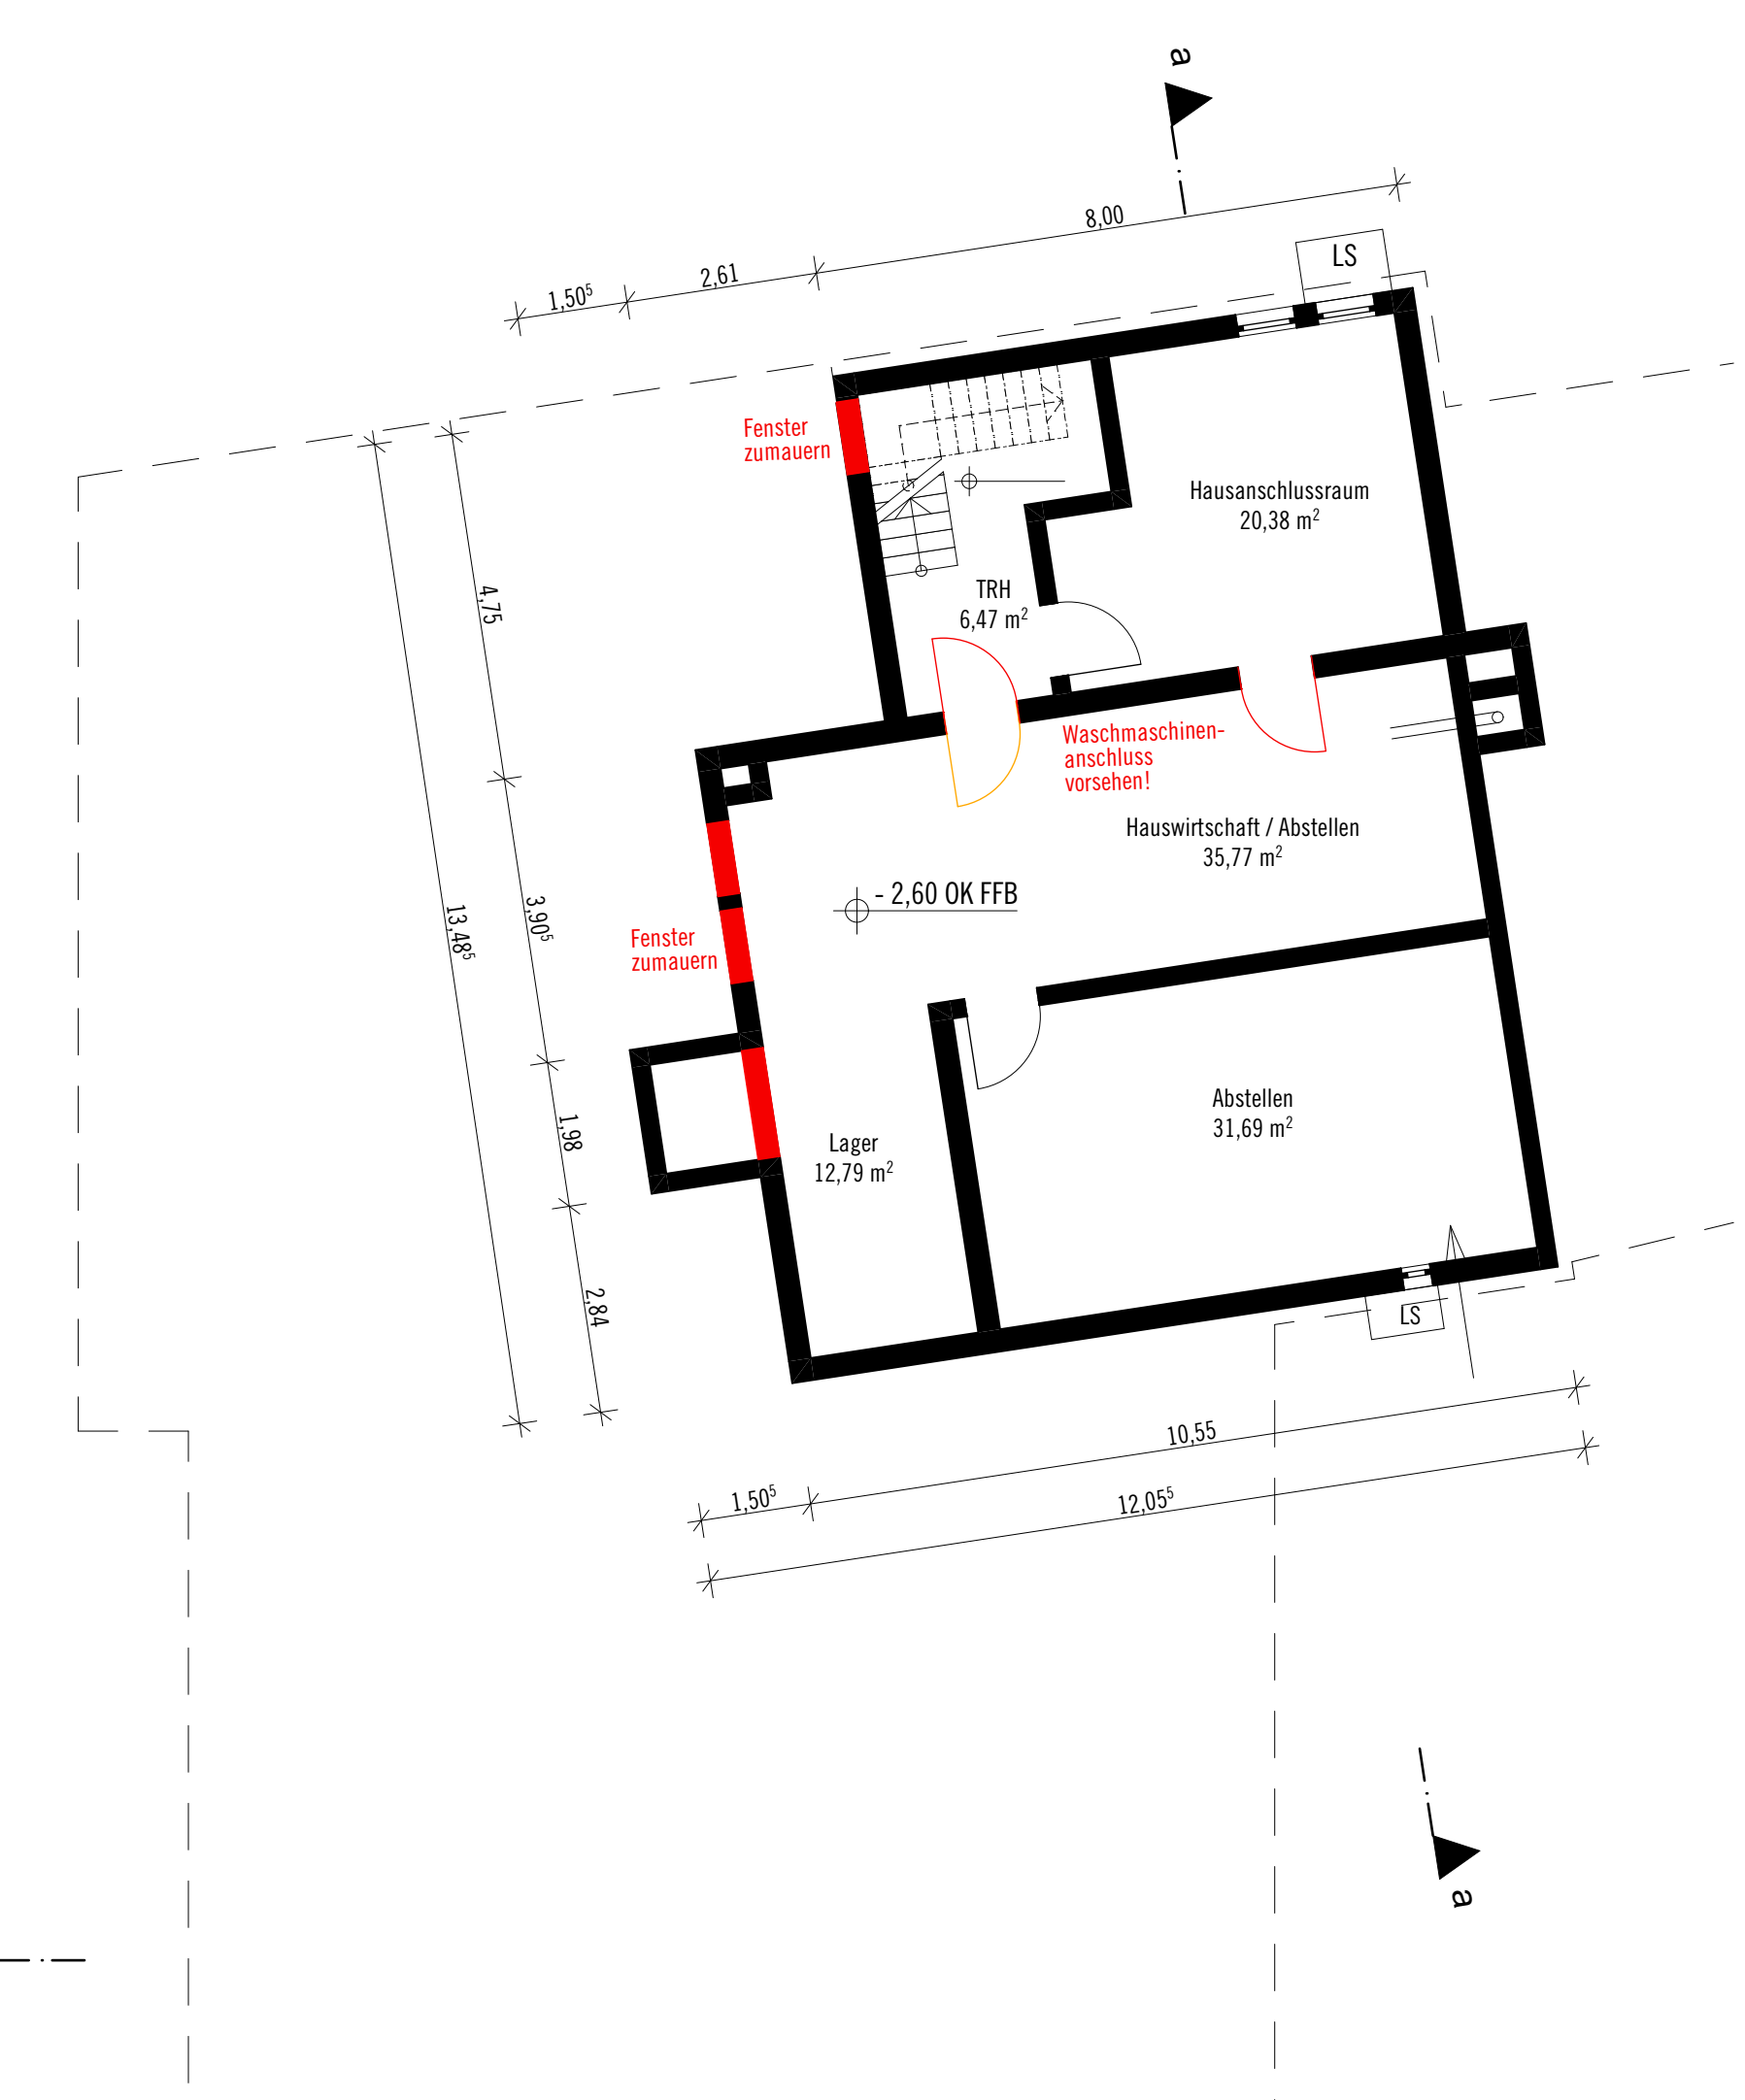 a
8,00
LS
2,61
1,50⁵
Fenster
zumauern
Hausanschlussraum
20,38 m²
TRH
6,47 m²
4,75
Waschmaschinen-
anschluss
vorsehen!
Hauswirtschaft / Abstellen
35,77 m²
- 2,60 OK FFB
3,90⁵
13,48⁵
Fenster
zumauern
Abstellen
31,69 m²
1,98
Lager
12,79 m²
2,84
LS
10,55
1,50⁵
12,05⁵
a